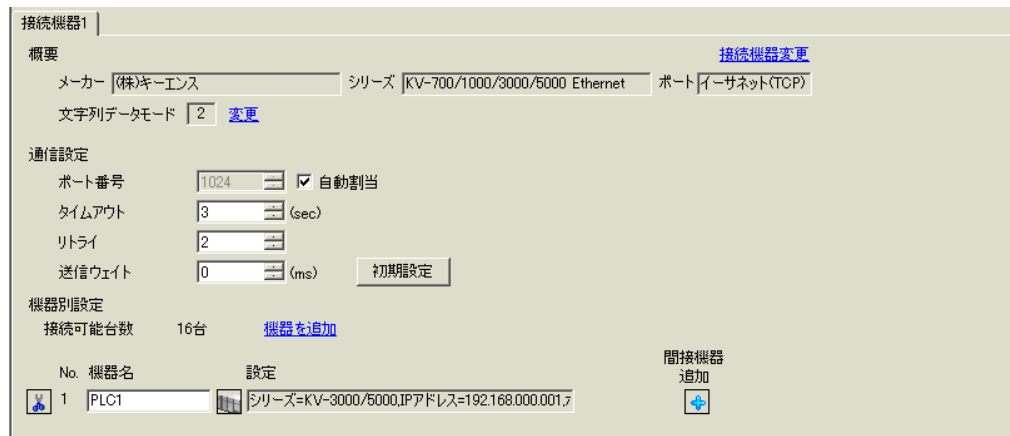 接続機器1
概要 接続機器変更
メーカー (株)キーエンス シリーズ KV-700/1000/3000/5000 Ethernet ポート イーサネット(TCP)
文字列データモード 2 変更
通信設定
ポート番号 1024 自動割当
タイムアウト 3 (sec)
リトライ 2
送信ウェイト 0 (ms) 初期設定
機器別設定
接続可能台数 16台 機器を追加
間接機器
No. 機器名 設定 追加
1 PLC1 シリーズ=KV-3000/5000,IPアドレス=192.168.000.001,